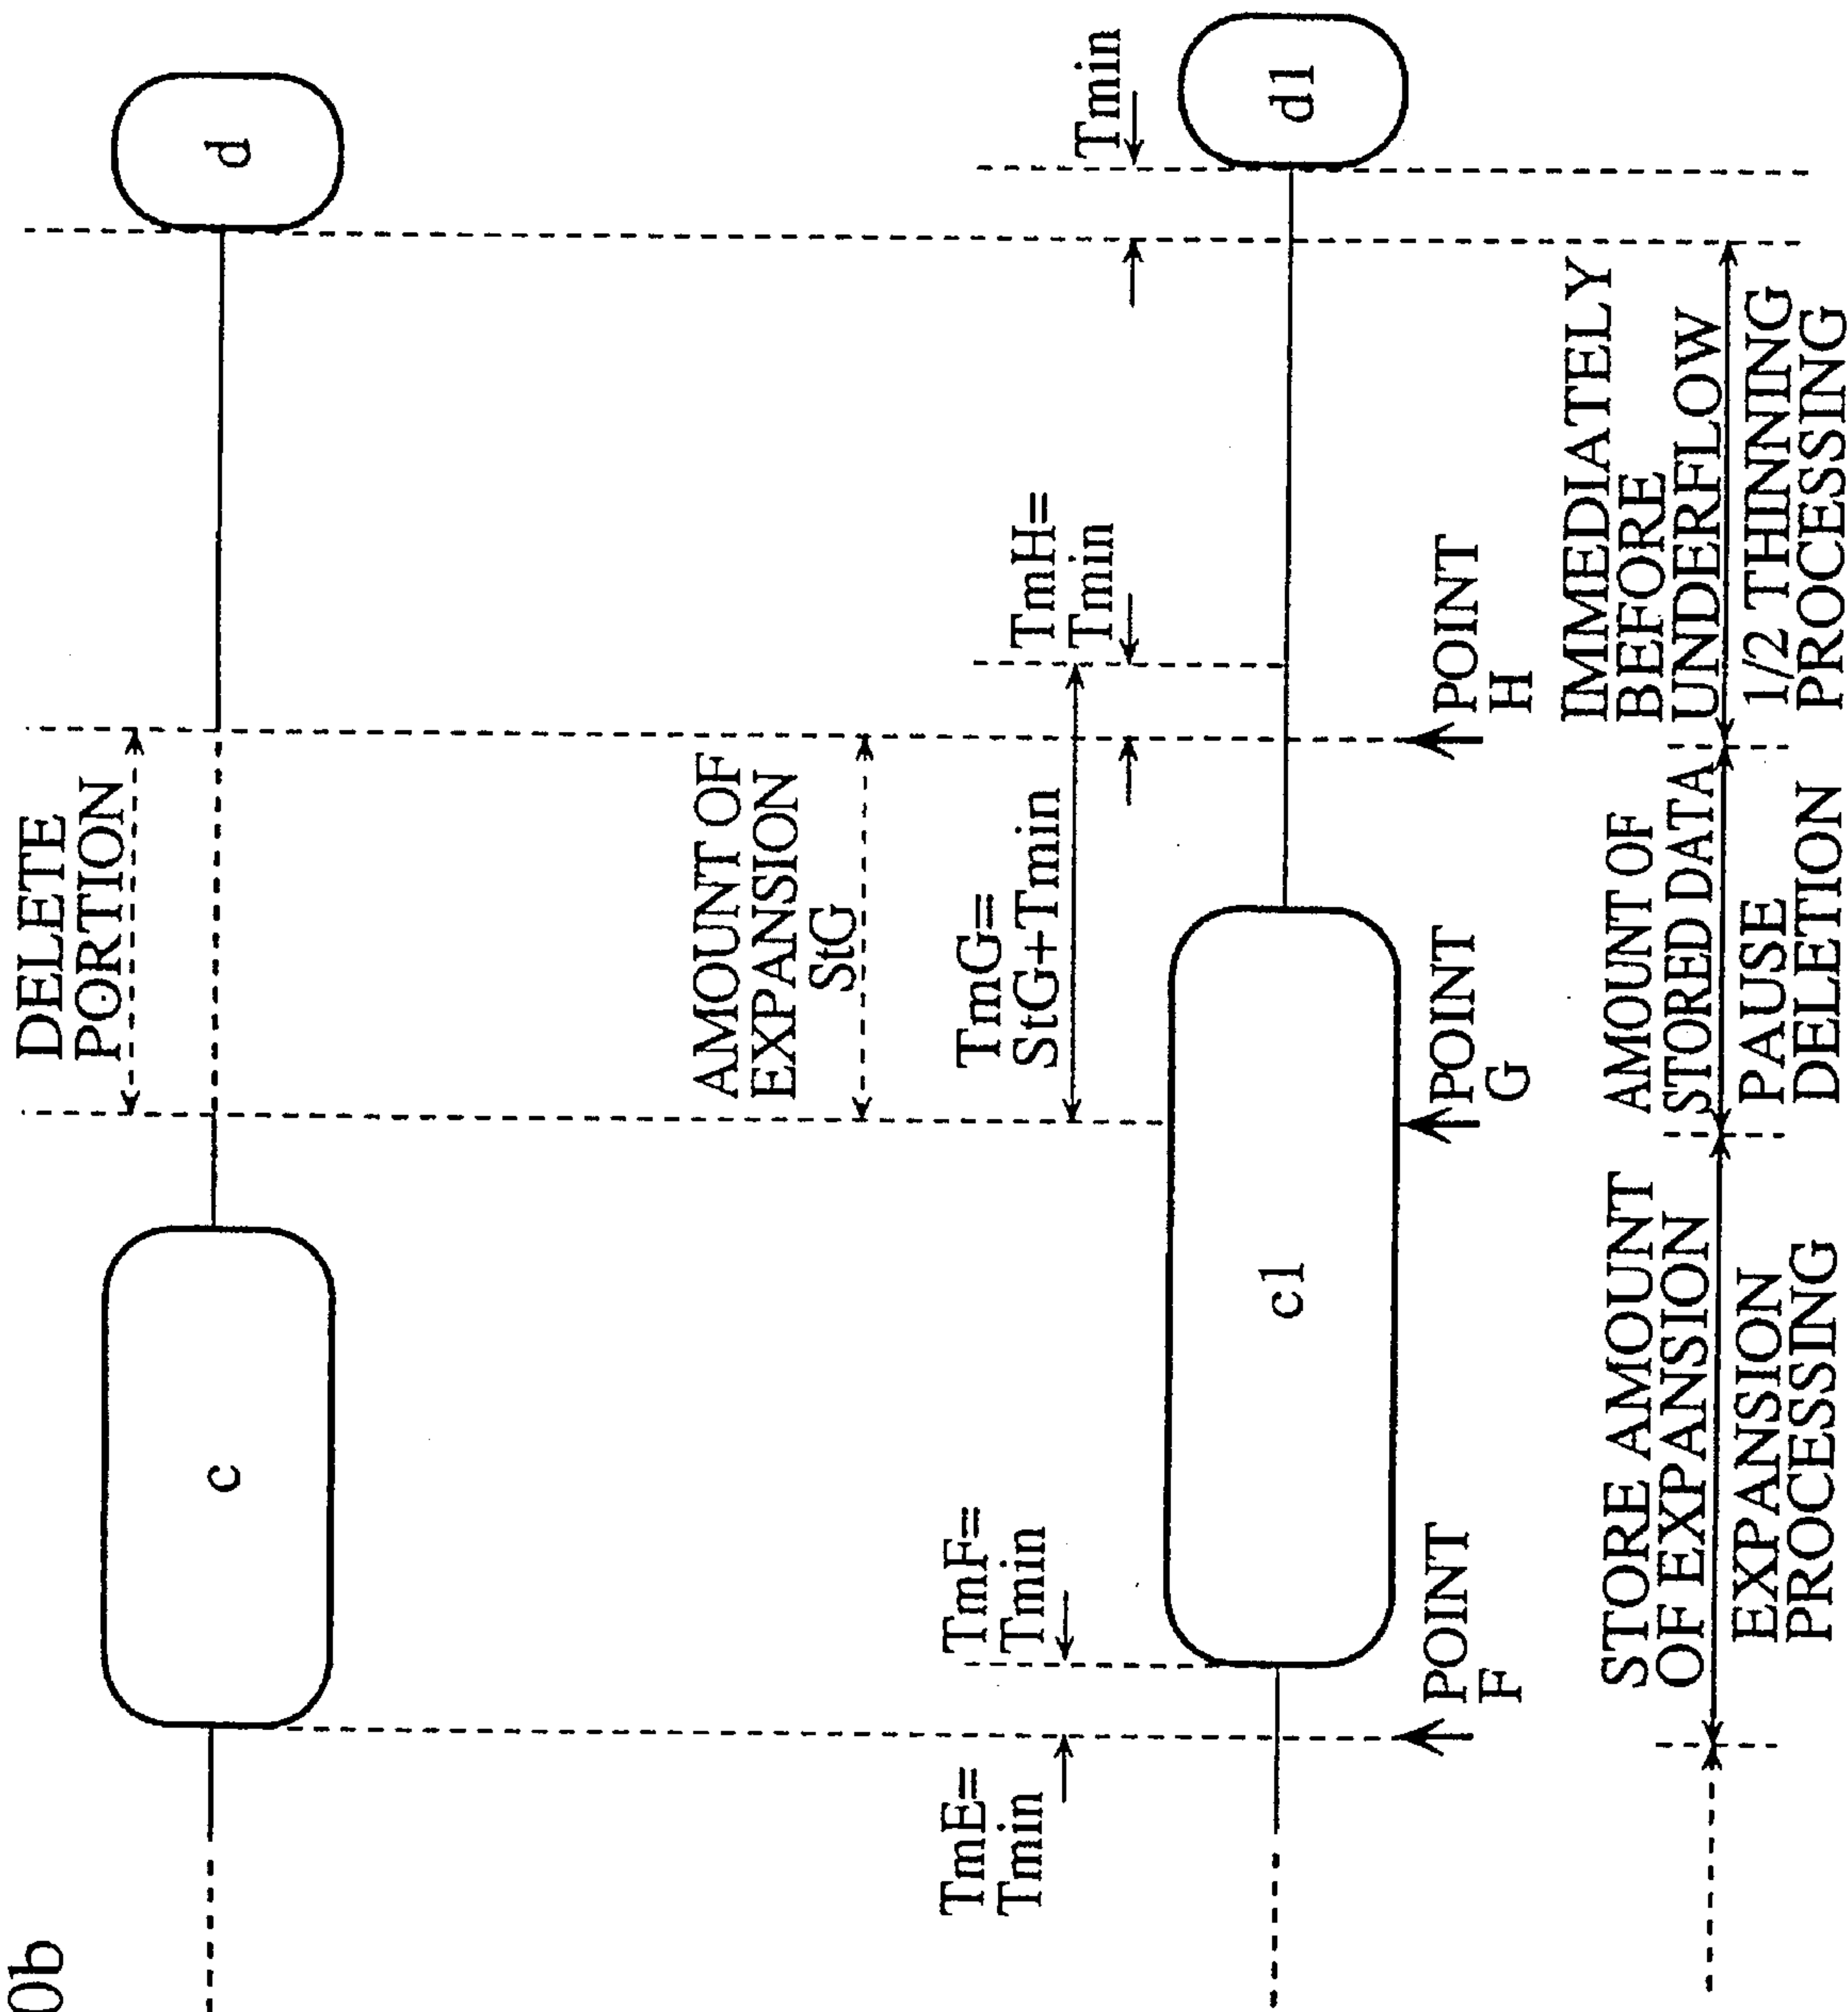 0b
DELETE
PORTION
c
d
AMOUNT OF
EXPANSION
StG
TmE=
Tmin
TmF=
Tmin
TmG=
StG+Tmin
TmH=
Tmin
Tmin
c1
d1
POINT
F
POINT
G
POINT
H
STORE AMOUNT
OF EXPANSION
EXPANSION
PROCESSING
AMOUNT OF
STORED DATA
PAUSE
DELETION
IMMEDIATELY
BEFORE
UNDERFLOW
1/2 THINNING
PROCESSING